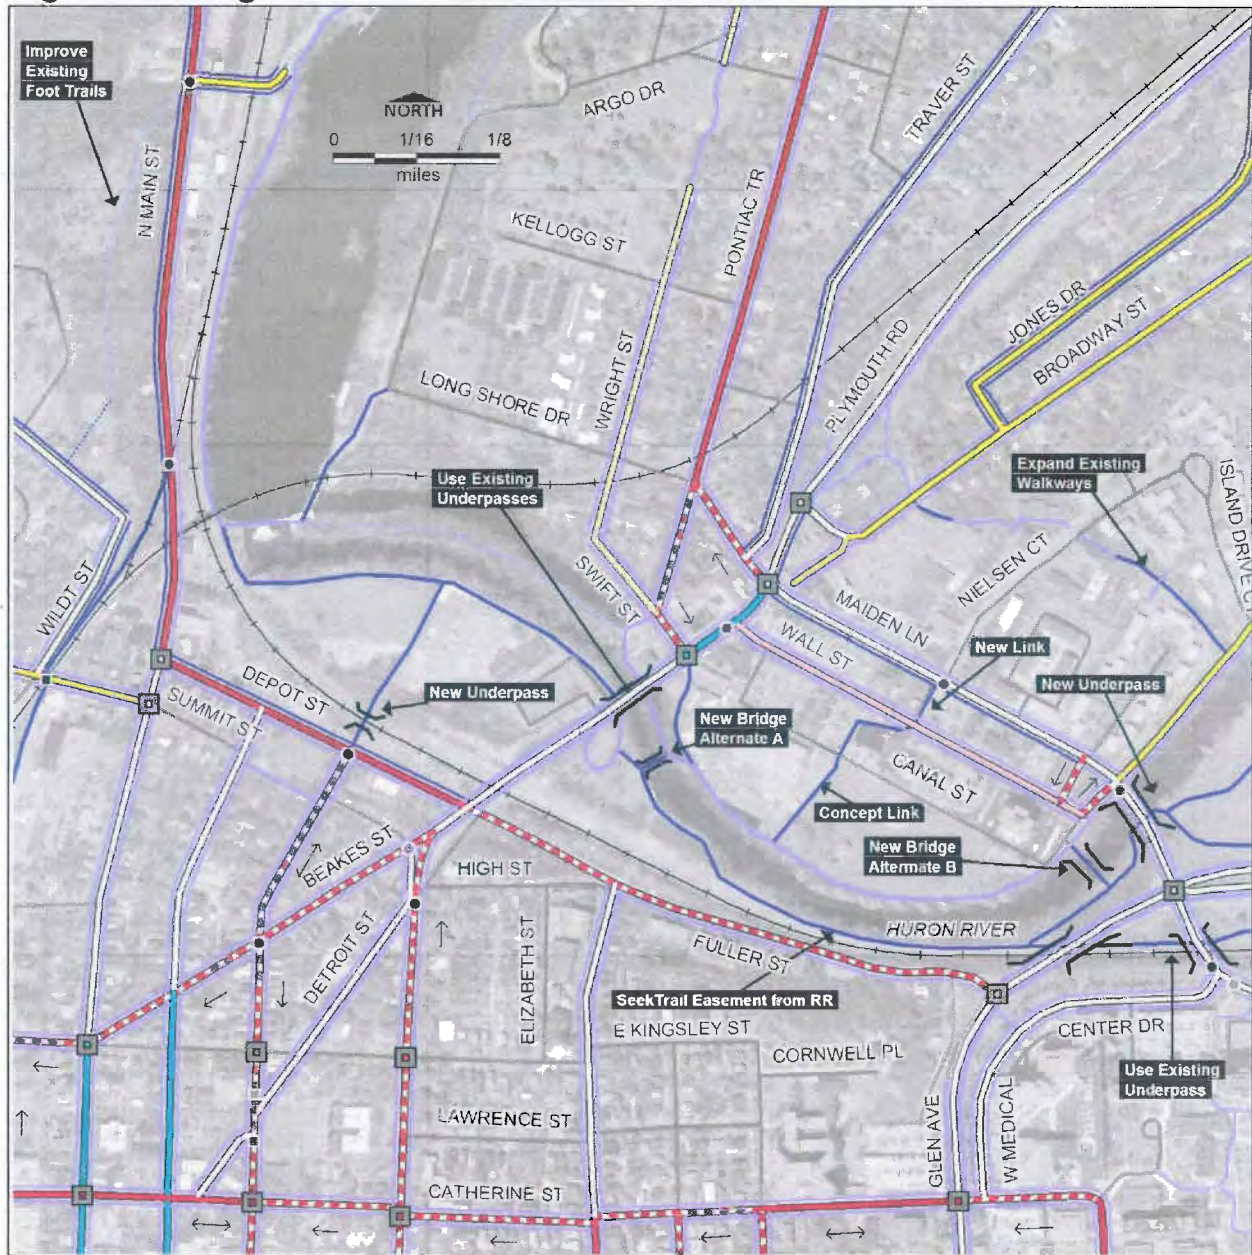 Improve
Existing
Foot Trails
NORTH
0 1/16 1/8
miles
ARGO DR
TRAVER ST
N MAIN ST
KELLOGG ST
PONTIAC TR
JONES DR
BROADWAY ST
PLYMOUTH RD
WRIGHT ST
LONG SHORE DR
Use Existing
Underpasses
Expand Existing
Walkways
ISLAND DRIVE C
NIELSEN CT
SWIFT ST
WILDT ST
MAIDEN LN
WALL ST
New Link
DEPOT ST
New Underpass
New Underpass
SUMMIT ST
New Bridge
Alternate A
CANAL ST
Concept Link
BEAKES ST
New Bridge
Alternate B
HIGH ST
DETROIT ST
ELIZABETH ST
HURON RIVER
FULLER ST
Seek Trail Easement from RR
E KINGSLEY ST
CORNWELL PL
CENTER DR
Use Existing
Underpass
LAWRENCE ST
GLEN AVE
W MEDICAL
CATHERINE ST